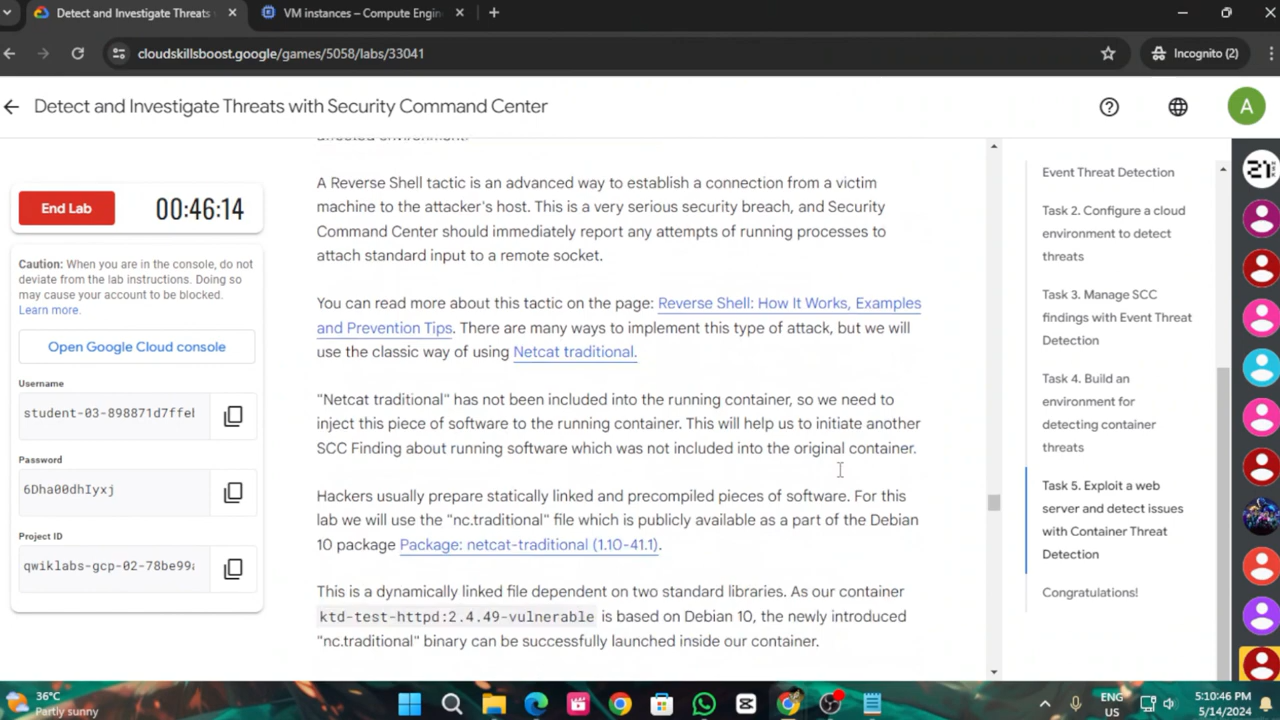 Detect and Investigate Threats
VM instances – Compute Engin
cloudskillsboost.google/games/5058/labs/33041
Incognito (2)
Detect and Investigate Threats with Security Command Center
A
End Lab
00:46:14
Caution: When you are in the console, do not
deviate from the lab instructions. Doing so
may cause your account to be blocked.
Learn more.
Open Google Cloud console
Username
student-03-898871d7ffe
Password
6Dha00dhIyxj
Project ID
qwiklabs-gcp-02-78be99
affected environment.
A Reverse Shell tactic is an advanced way to establish a connection from a victim
machine to the attacker's host. This is a very serious security breach, and Security
Command Center should immediately report any attempts of running processes to
attach standard input to a remote socket.
You can read more about this tactic on the page: Reverse Shell: How It Works, Examples
and Prevention Tips. There are many ways to implement this type of attack, but we will
use the classic way of using Netcat traditional.
"Netcat traditional" has not been included into the running container, so we need to
inject this piece of software to the running container. This will help us to initiate another
SCC Finding about running software which was not included into the original container.
Hackers usually prepare statically linked and precompiled pieces of software. For this
lab we will use the "nc.traditional" file which is publicly available as a part of the Debian
10 package Package: netcat-traditional (1.10-41.1).
This is a dynamically linked file dependent on two standard libraries. As our container
ktd-test-httpd:2.4.49-vulnerable is based on Debian 10, the newly introduced
"nc.traditional" binary can be successfully launched inside our container.
Event Threat Detection
Task 2. Configure a cloud
environment to detect
threats
Task 3. Manage SCC
findings with Event Threat
Detection
Task 4. Build an
environment for
detecting container
threats
Task 5. Exploit a web
server and detect issues
with Container Threat
Detection
Congratulations!
21
36°C
Partly sunny
ENG
US
5:10:46 PM
5/14/2024